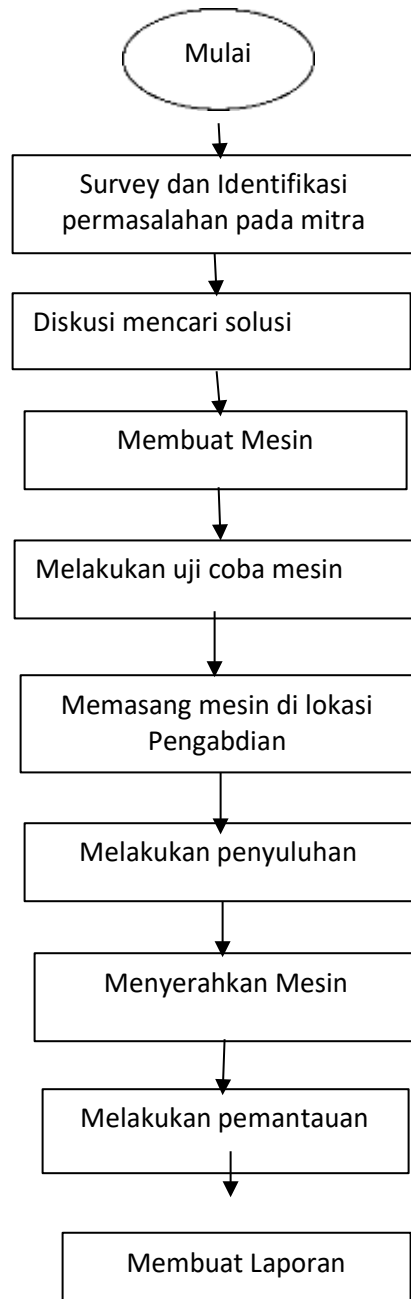 Mulai
Survey dan Identifikasi
permasalahan pada mitra
Diskusi mencari solusi
Membuat Mesin
Melakukan uji coba mesin
Memasang mesin di lokasi
Pengabdian
Melakukan penyuluhan
Menyerahkan Mesin
Melakukan pemantauan
Membuat Laporan